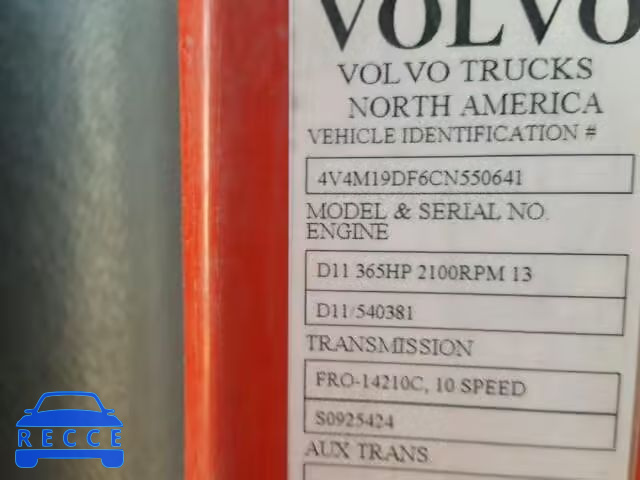 VOLVO
VOLVO TRUCKS
NORTH AMERICA
VEHICLE IDENTIFICATION #
4V4M19DF6CN550641
MODEL & SERIAL NO.
ENGINE
D11 365HP 2100RPM 13
D11/540381
TRANSMISSION
FRO-14210C, 10 SPEED
S0925424
AUX TRANS.
RECCE